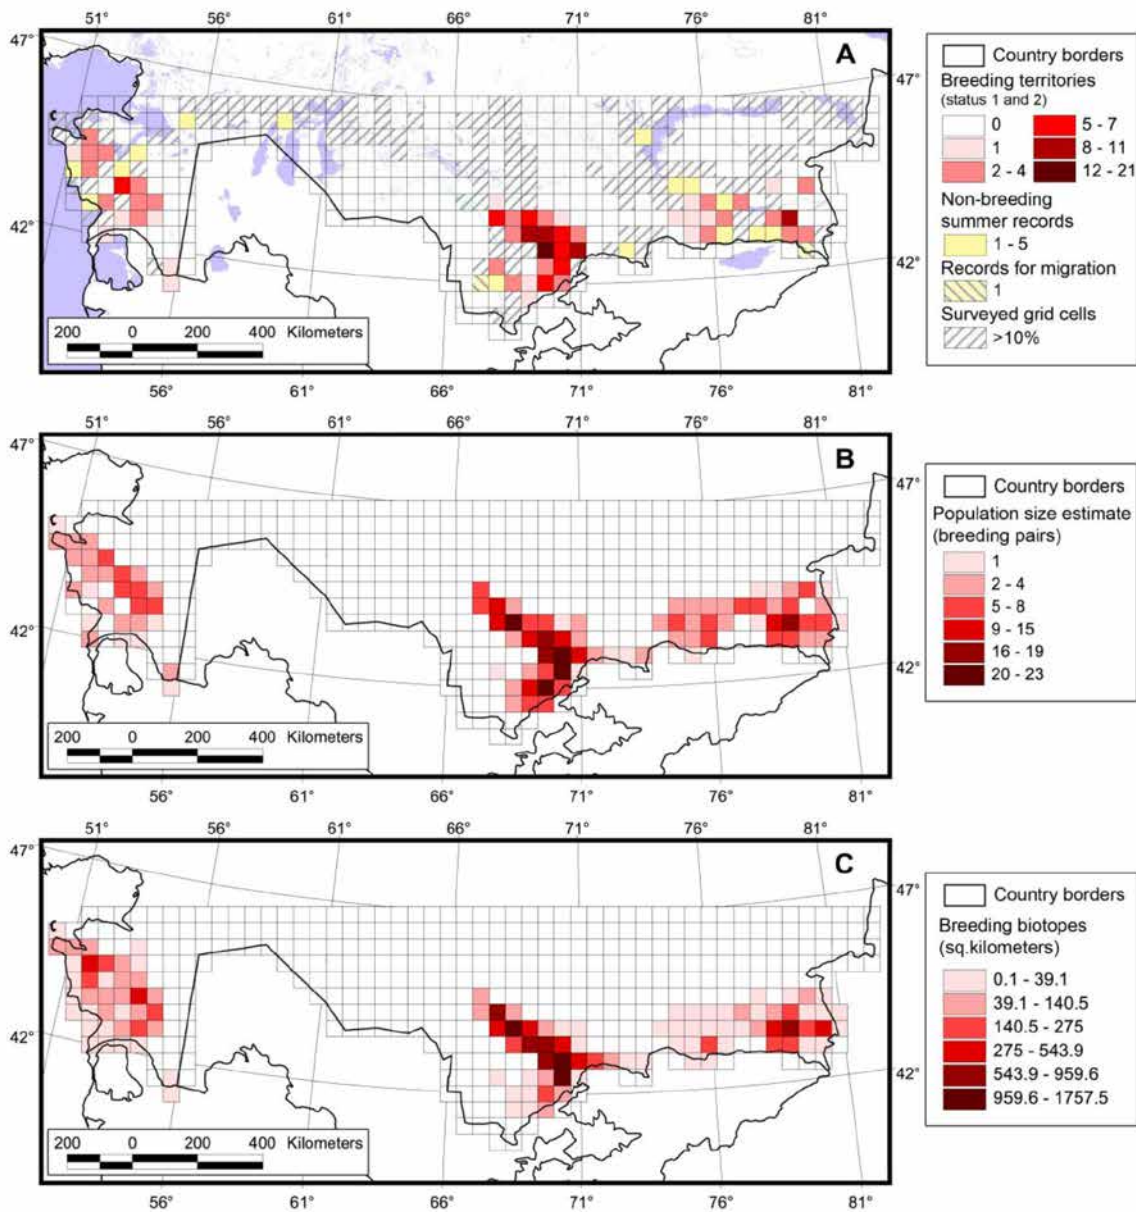 51° 56° 61° 66° 71° 76° 81°
47°
A
47°
42°
42°
200 0 200 400 Kilometers
56° 61° 66° 71° 76° 81°
Country borders
Breeding territories
(status 1 and 2)
0 5 - 7
1 8 - 11
2 - 4 12 - 21
Non-breeding
summer records
1 - 5
Records for migration
1
Surveyed grid cells
>10%
51° 56° 61° 66° 71° 76° 81°
47°
B
47°
42°
42°
200 0 200 400 Kilometers
56° 61° 66° 71° 76° 81°
Country borders
Population size estimate
(breeding pairs)
1
2 - 4
5 - 8
9 - 15
16 - 19
20 - 23
51° 56° 61° 66° 71° 76° 81°
47°
C
47°
42°
42°
200 0 200 400 Kilometers
56° 61° 66° 71° 76° 81°
Country borders
Breeding biotopes
(sq.kilometers)
0.1 - 39.1
39.1 - 140.5
140.5 - 275
275 - 543.9
543.9 - 959.6
959.6 - 1757.5